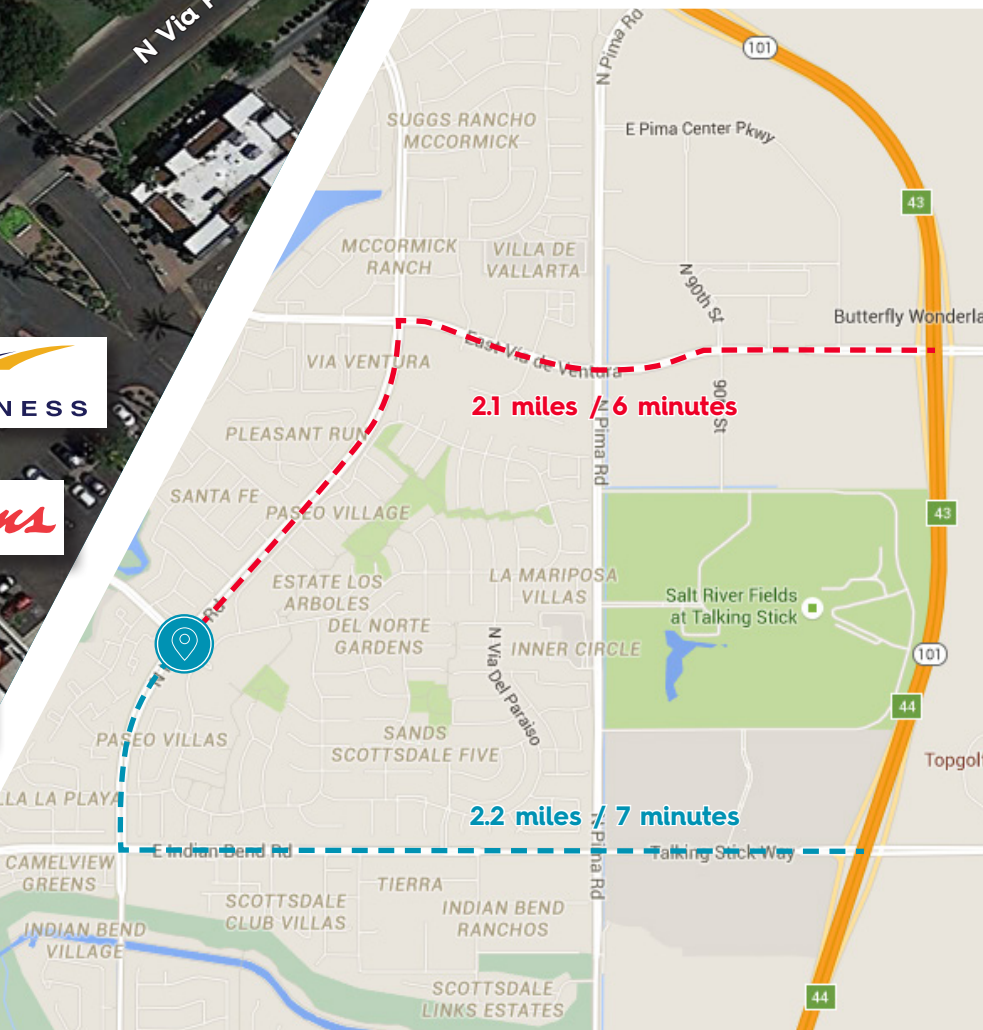 N Via
NESS
ms
101
N Pima Rd
SUGGS RANCHO
MCCORMICK
E Pima Center Pkwy
43
MCCORMICK
RANCH
VILLA DE
VALLARTA
N 90th St
Butterfly Wonderla
VIA VENTURA
East Via de Ventura
2.1 miles / 6 minutes
90th St
N Pima Rd
PLEASANT RUN
SANTA FE
PASEO VILLAGE
43
ESTATE LOS
ARBOLES
LA MARIPOSA
VILLAS
Salt River Fields
at Talking Stick
Rd
DEL NORTE
GARDENS
INNER CIRCLE
N Via Del Paraiso
101
N
44
PASEO VILLAS
SANDS
SCOTTSDALE FIVE
Topgolf
LLA LA PLAYA
2.2 miles / 7 minutes
N Pima Rd
E Indian Bend Rd
Talking Stick Way
CAMELVIEW
GREENS
TIERRA
SCOTTSDALE
CLUB VILLAS
INDIAN BEND
RANCHOS
INDIAN BEND
VILLAGE
SCOTTSDALE
LINKS ESTATES
44